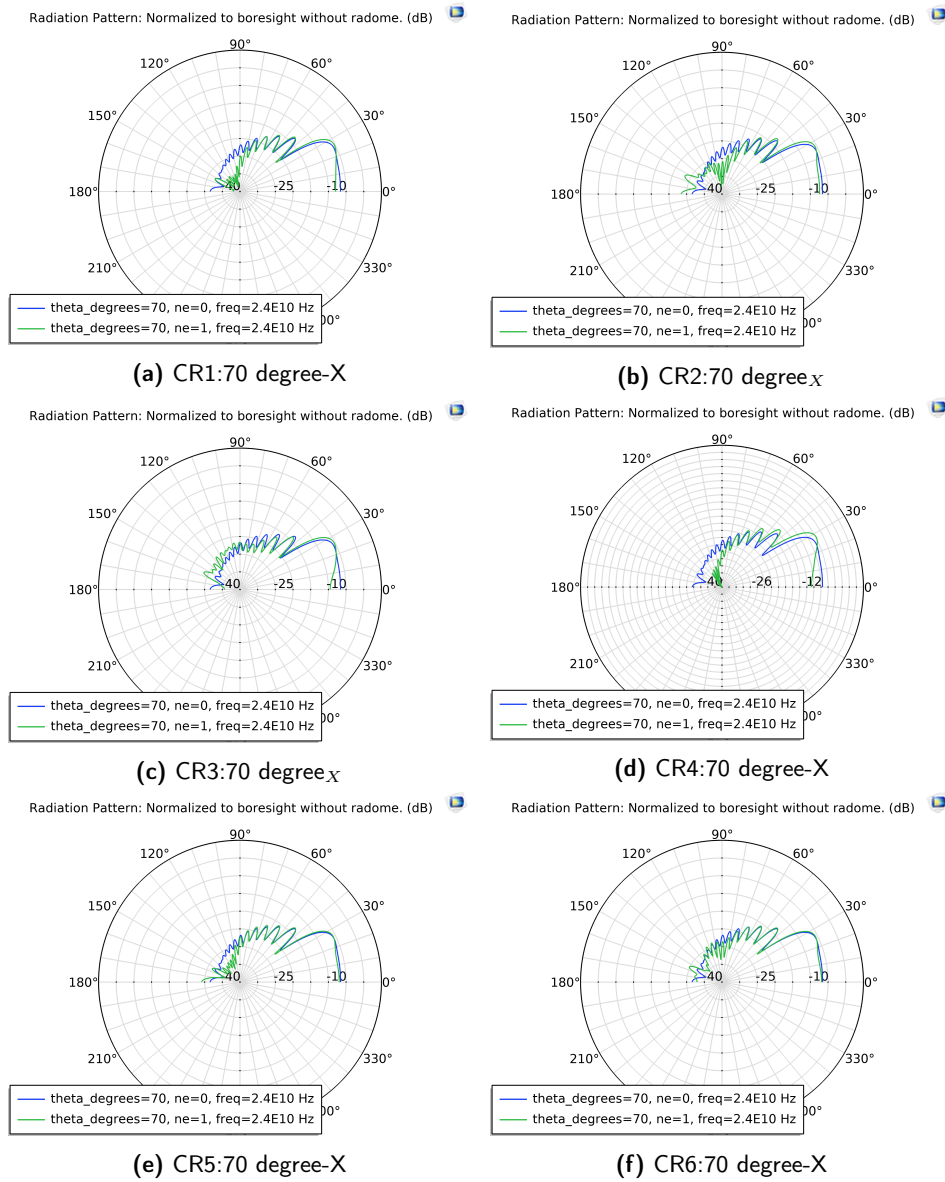 Radiation Pattern: Normalized to boresight without radome. (dB)
90°
120° 60°
150° 30°
180° -40 -25 -10 0°
210° 330°
theta_degrees=70, ne=0, freq=2.4E10 Hz
theta_degrees=70, ne=1, freq=2.4E10 Hz
00°
(a) CR1:70 degree-X
Radiation Pattern: Normalized to boresight without radome. (dB)
90°
120° 60°
150° 30°
180° 40 -25 -10 0°
210° 330°
theta_degrees=70, ne=0, freq=2.4E10 Hz
theta_degrees=70, ne=1, freq=2.4E10 Hz
00°
(b) CR2:70 degreeX
Radiation Pattern: Normalized to boresight without radome. (dB)
90°
120° 60°
150° 30°
180° -40 -25 -10 0°
210° 330°
theta_degrees=70, ne=0, freq=2.4E10 Hz
theta_degrees=70, ne=1, freq=2.4E10 Hz
00°
(c) CR3:70 degreeX
Radiation Pattern: Normalized to boresight without radome. (dB)
90°
120° 60°
150° 30°
180° 40 -26 -12 0°
210° 330°
theta_degrees=70, ne=0, freq=2.4E10 Hz
theta_degrees=70, ne=1, freq=2.4E10 Hz
00°
(d) CR4:70 degree-X
Radiation Pattern: Normalized to boresight without radome. (dB)
90°
120° 60°
150° 30°
180° -40 -25 -10 0°
210° 330°
theta_degrees=70, ne=0, freq=2.4E10 Hz
theta_degrees=70, ne=1, freq=2.4E10 Hz
00°
(e) CR5:70 degree-X
Radiation Pattern: Normalized to boresight without radome. (dB)
90°
120° 60°
150° 30°
180° 40 -25 -10 0°
210° 330°
theta_degrees=70, ne=0, freq=2.4E10 Hz
theta_degrees=70, ne=1, freq=2.4E10 Hz
00°
(f) CR6:70 degree-X